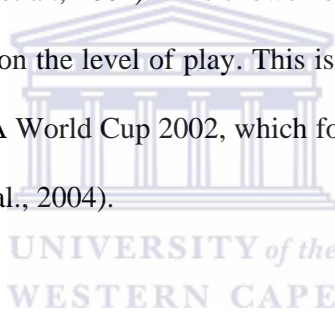 on the level of play. This is
World Cup 2002, which fo
al., 2004).
UNIVERSITY of the
WESTERN CAPE